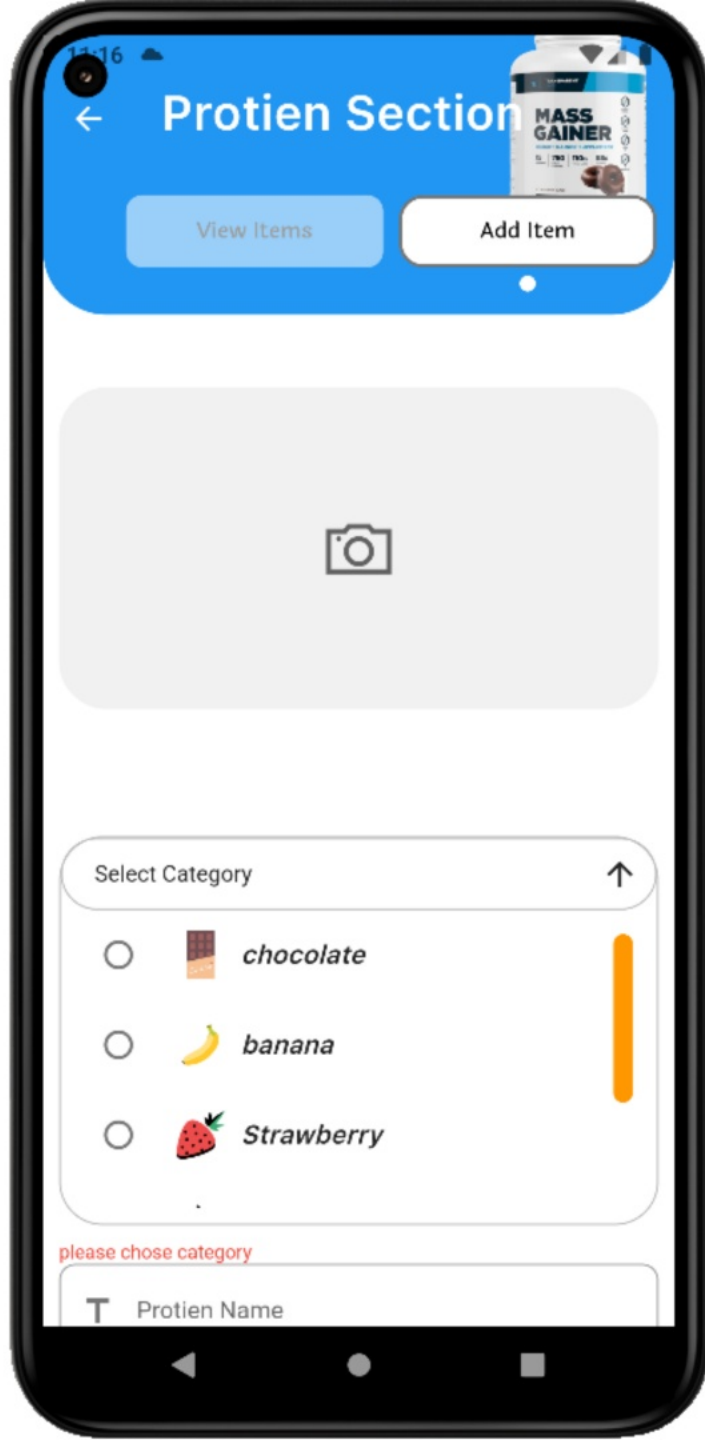 11:16
Protien Section
MASS
GAINER
View Items
Add Item
Select Category
chocolate
banana
Strawberry
please chose category
T Protien Name